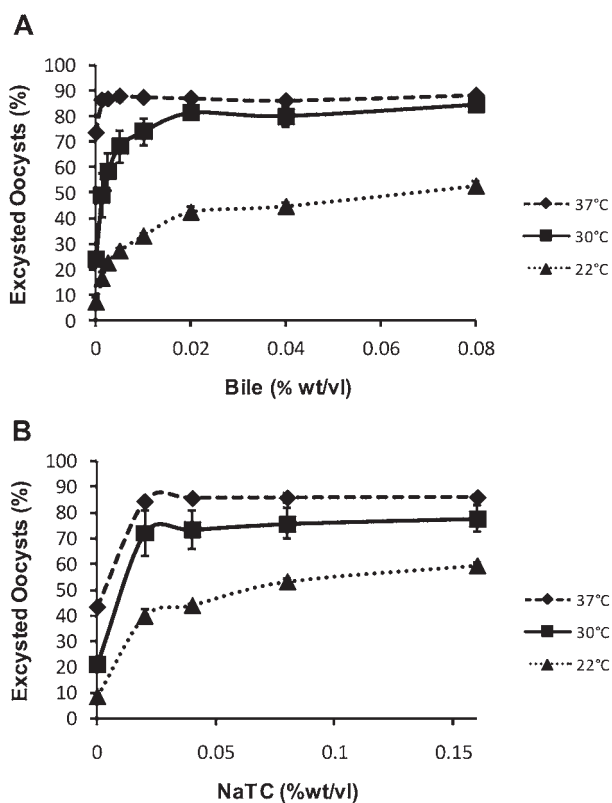 A
100
90
80
70
60
50
40
30
20
10
0
Excysted Oocysts (%)
0 0.02 0.04 0.06 0.08
Bile (% wt/vl)
37°C
30°C
22°C
B
100
90
80
70
60
50
40
30
20
10
0
Excysted Oocysts (%)
0 0.05 0.1 0.15
NaTC (%wt/vl)
37°C
30°C
22°C